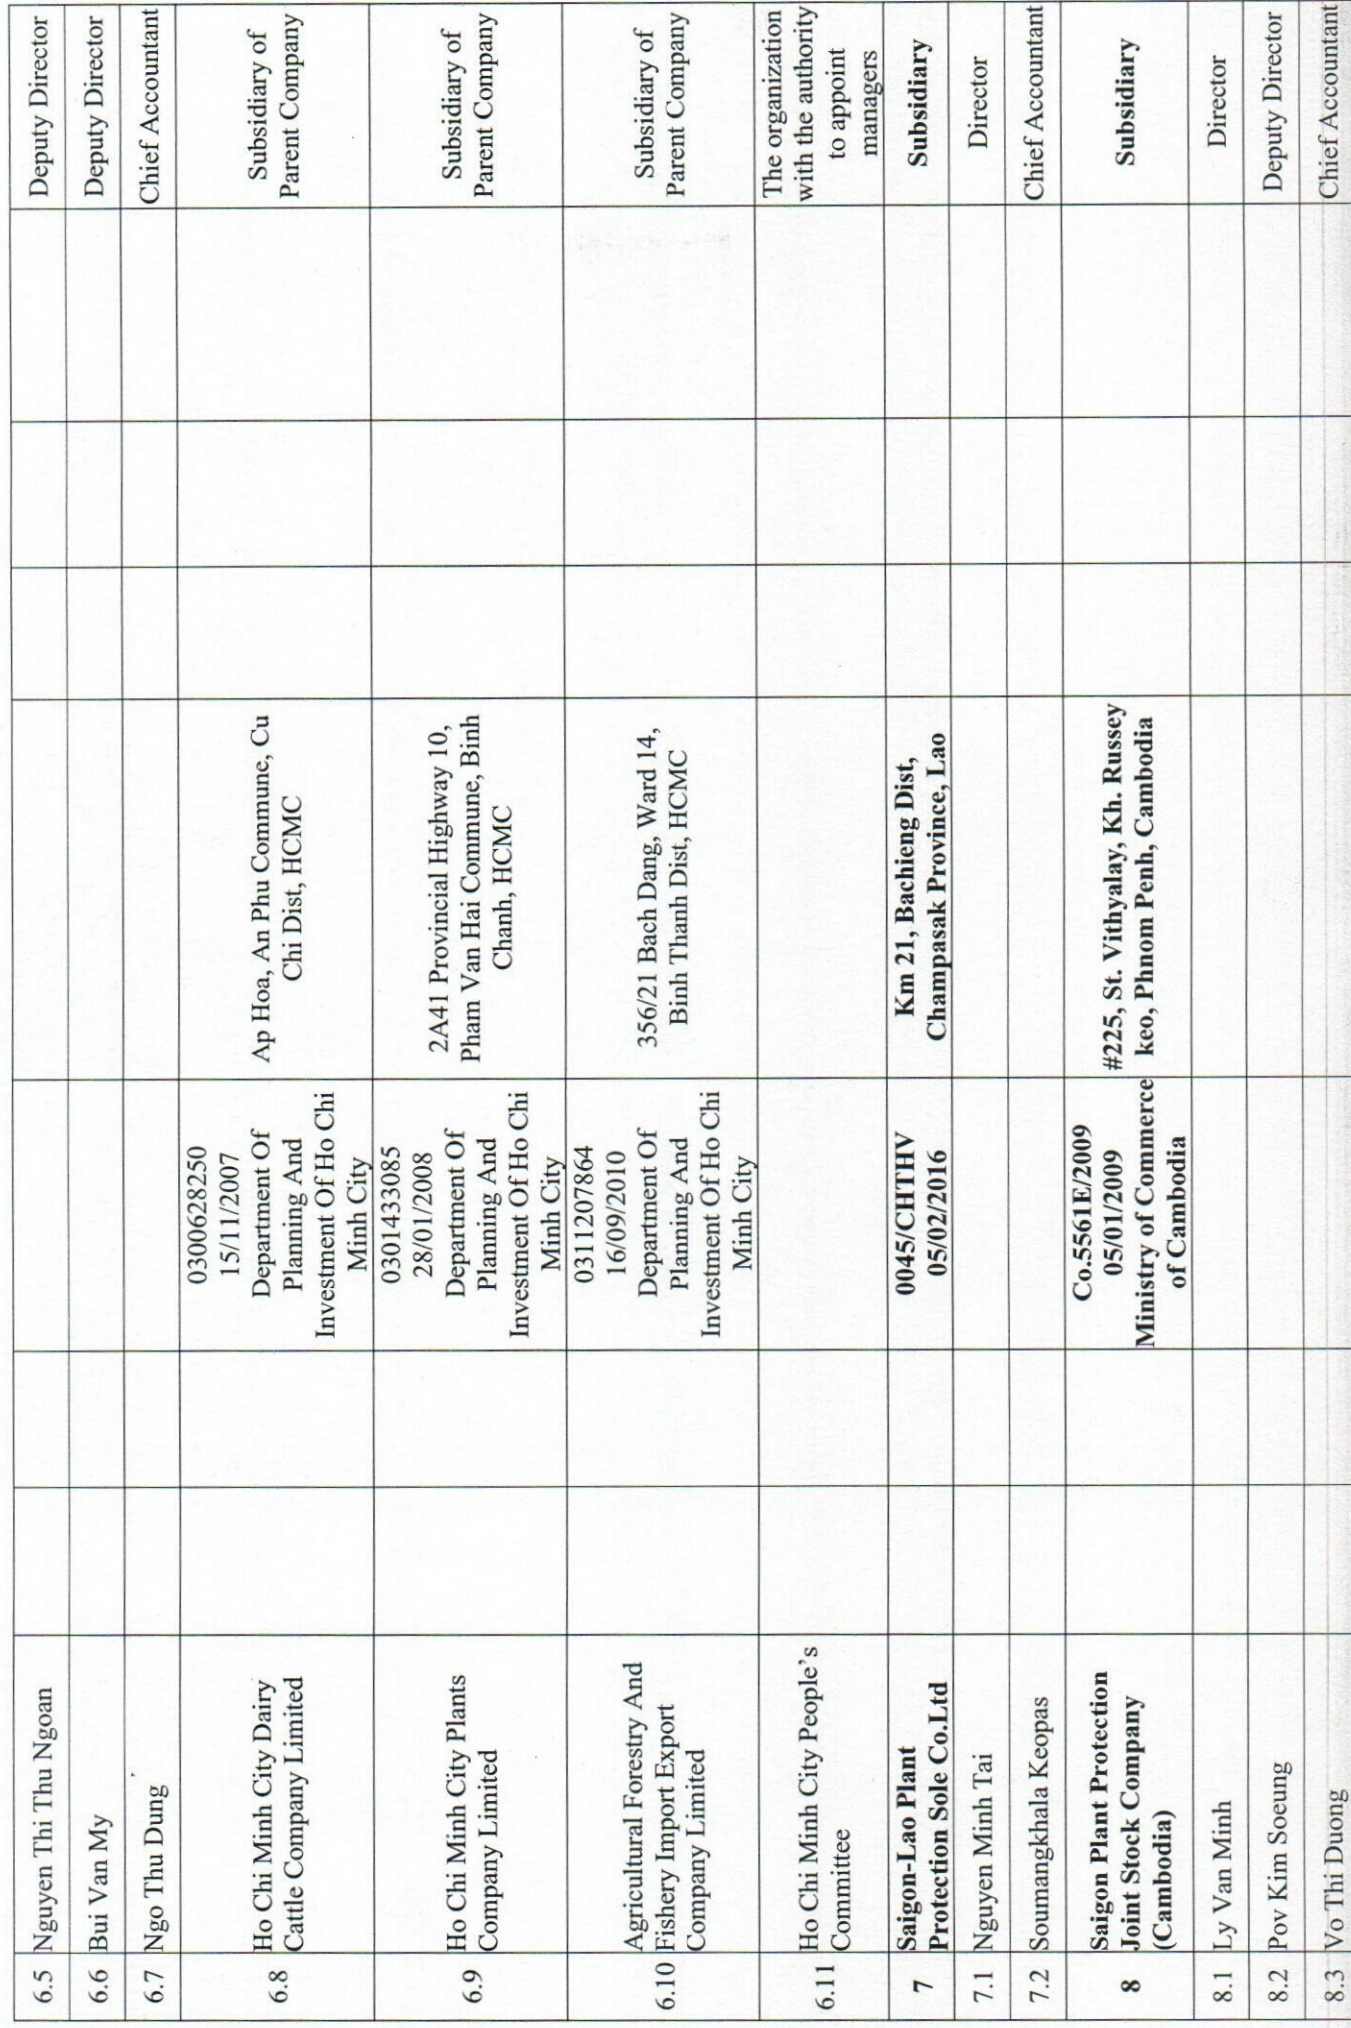 6.5 Nguyen Thi Thu Ngoan Deputy Director
6.6 Bui Van My Deputy Director
6.7 Ngo Thu Dung Chief Accountant
6.8
Ho Chi Minh City Dairy
Cattle Company Limited
0300628250
15/11/2007
Department Of
Planning And
Investment Of Ho Chi
Minh City
Ap Hoa, An Phu Commune, Cu
Chi Dist, HCMC
Subsidiary of
Parent Company
6.9
Ho Chi Minh City Plants
Company Limited
0301433085
28/01/2008
Department Of
Planning And
Investment Of Ho Chi
Minh City
2A41 Provincial Highway 10,
Pham Van Hai Commune, Binh
Chanh, HCMC
Subsidiary of
Parent Company
6.10
Agricultural Forestry And
Fishery Import Export
Company Limited
0311207864
16/09/2010
Department Of
Planning And
Investment Of Ho Chi
Minh City
356/21 Bach Dang, Ward 14,
Binh Thanh Dist, HCMC
Subsidiary of
Parent Company
6.11
Ho Chi Minh City People's
Committee
The organization
with the authority
to appoint
managers
7
Saigon-Lao Plant
Protection Sole Co.Ltd
0045/CHTHV
05/02/2016
Km 21, Bachieng Dist,
Champasak Province, Lao
Subsidiary
7.1 Nguyen Minh Tai Director
7.2 Soumangkhala Keopas Chief Accountant
8
Saigon Plant Protection
Joint Stock Company
(Cambodia)
Co.5561E/2009
05/01/2009
Ministry of Commerce
of Cambodia
#225, St. Vithyalay, Kh. Russey
keo, Phnom Penh, Cambodia
Subsidiary
8.1 Ly Van Minh Director
8.2 Pov Kim Soeung Deputy Director
8.3 Vo Thi Duong Chief Accountant